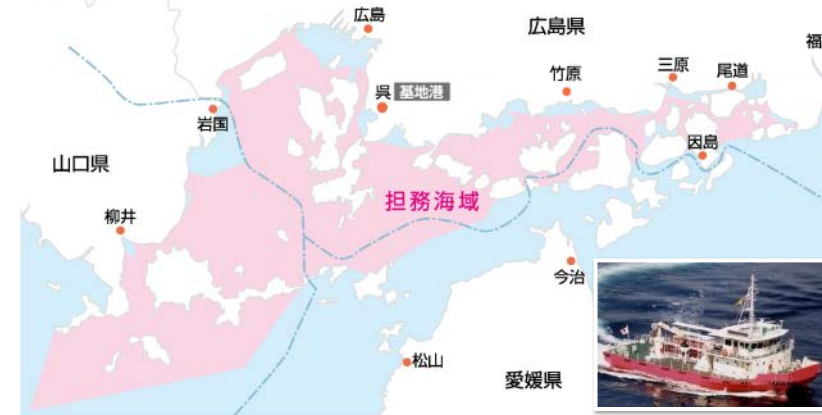 広島
広島県
福
呉 基地港
竹原
三原
尾道
岩国
因島
山口県
担務海域
柳井
今治
松山
愛媛県